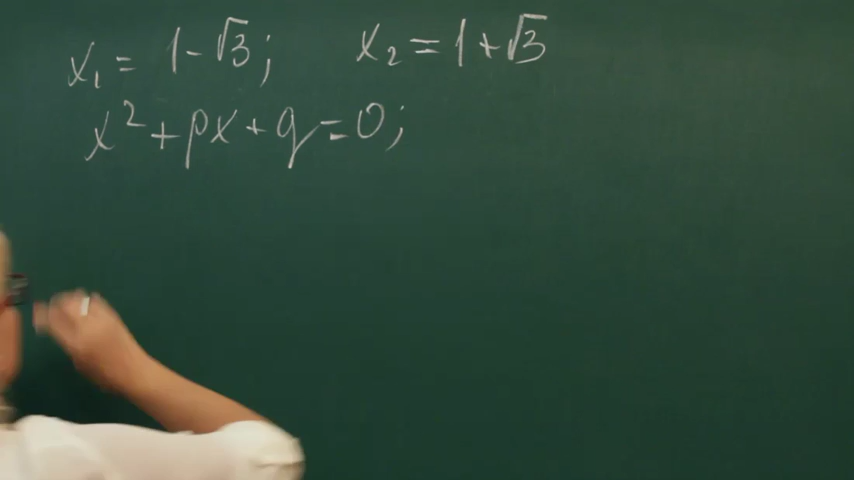 x₁ = 1 - √3; x₂ = 1 + √3
x² + px + q = 0;